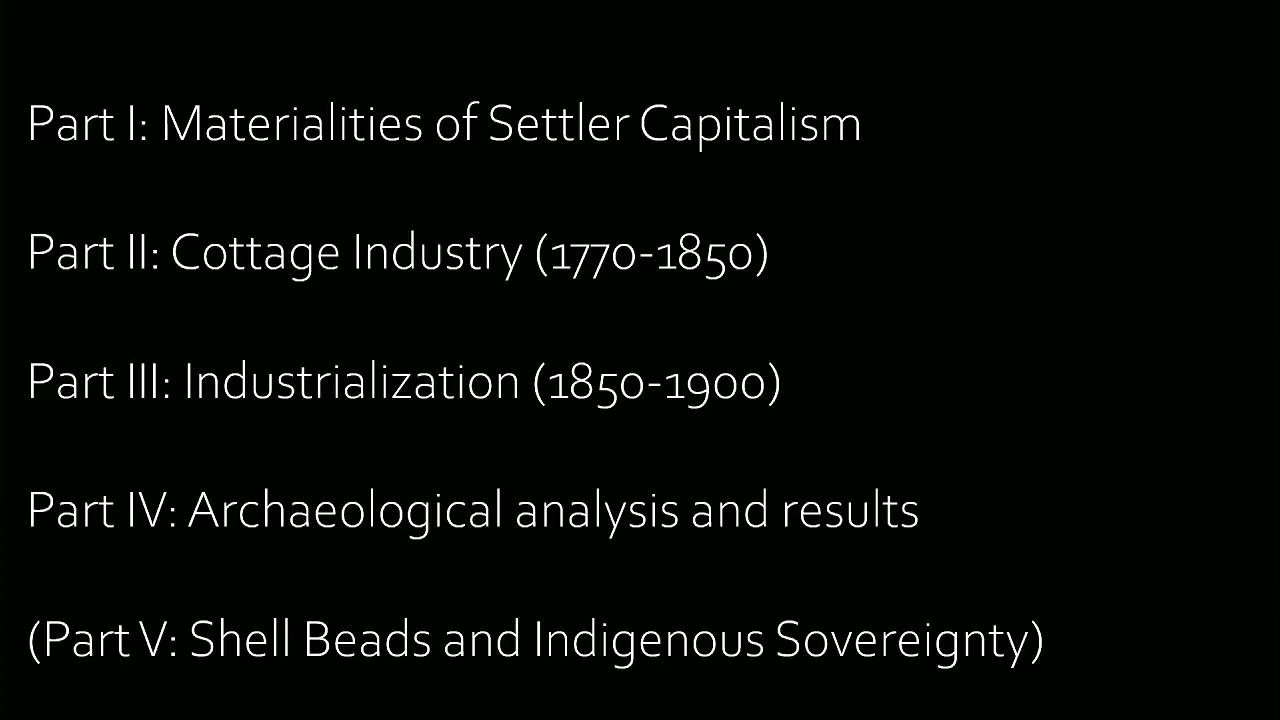 Part I: Materialities of Settler Capitalism
Part II: Cottage Industry (1770-1850)
Part III: Industrialization (1850-1900)
Part IV: Archaeological analysis and results
(Part V: Shell Beads and Indigenous Sovereignty)